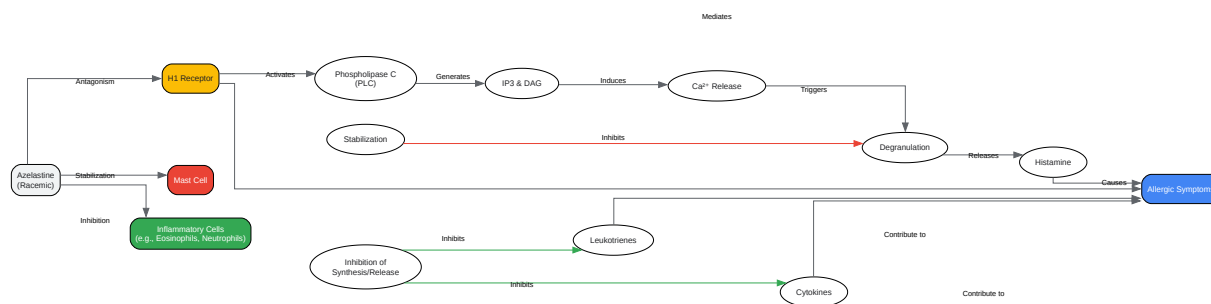 Mediates
Antagonism
H1 Receptor
Activates
Phospholipase C
(PLC)
Generates
IP3 & DAG
Induces
Ca²⁺ Release
Triggers
Stabilization
Inhibits
Degranulation
Releases
Histamine
Causes
Allergic Symptoms
Azelastine
(Racemic)
Stabilization
Mast Cell
Inhibition
Inflammatory Cells
(e.g., Eosinophils, Neutrophils)
Inhibition of
Synthesis/Release
Inhibits
Leukotrienes
Contribute to
Inhibits
Cytokines
Contribute to